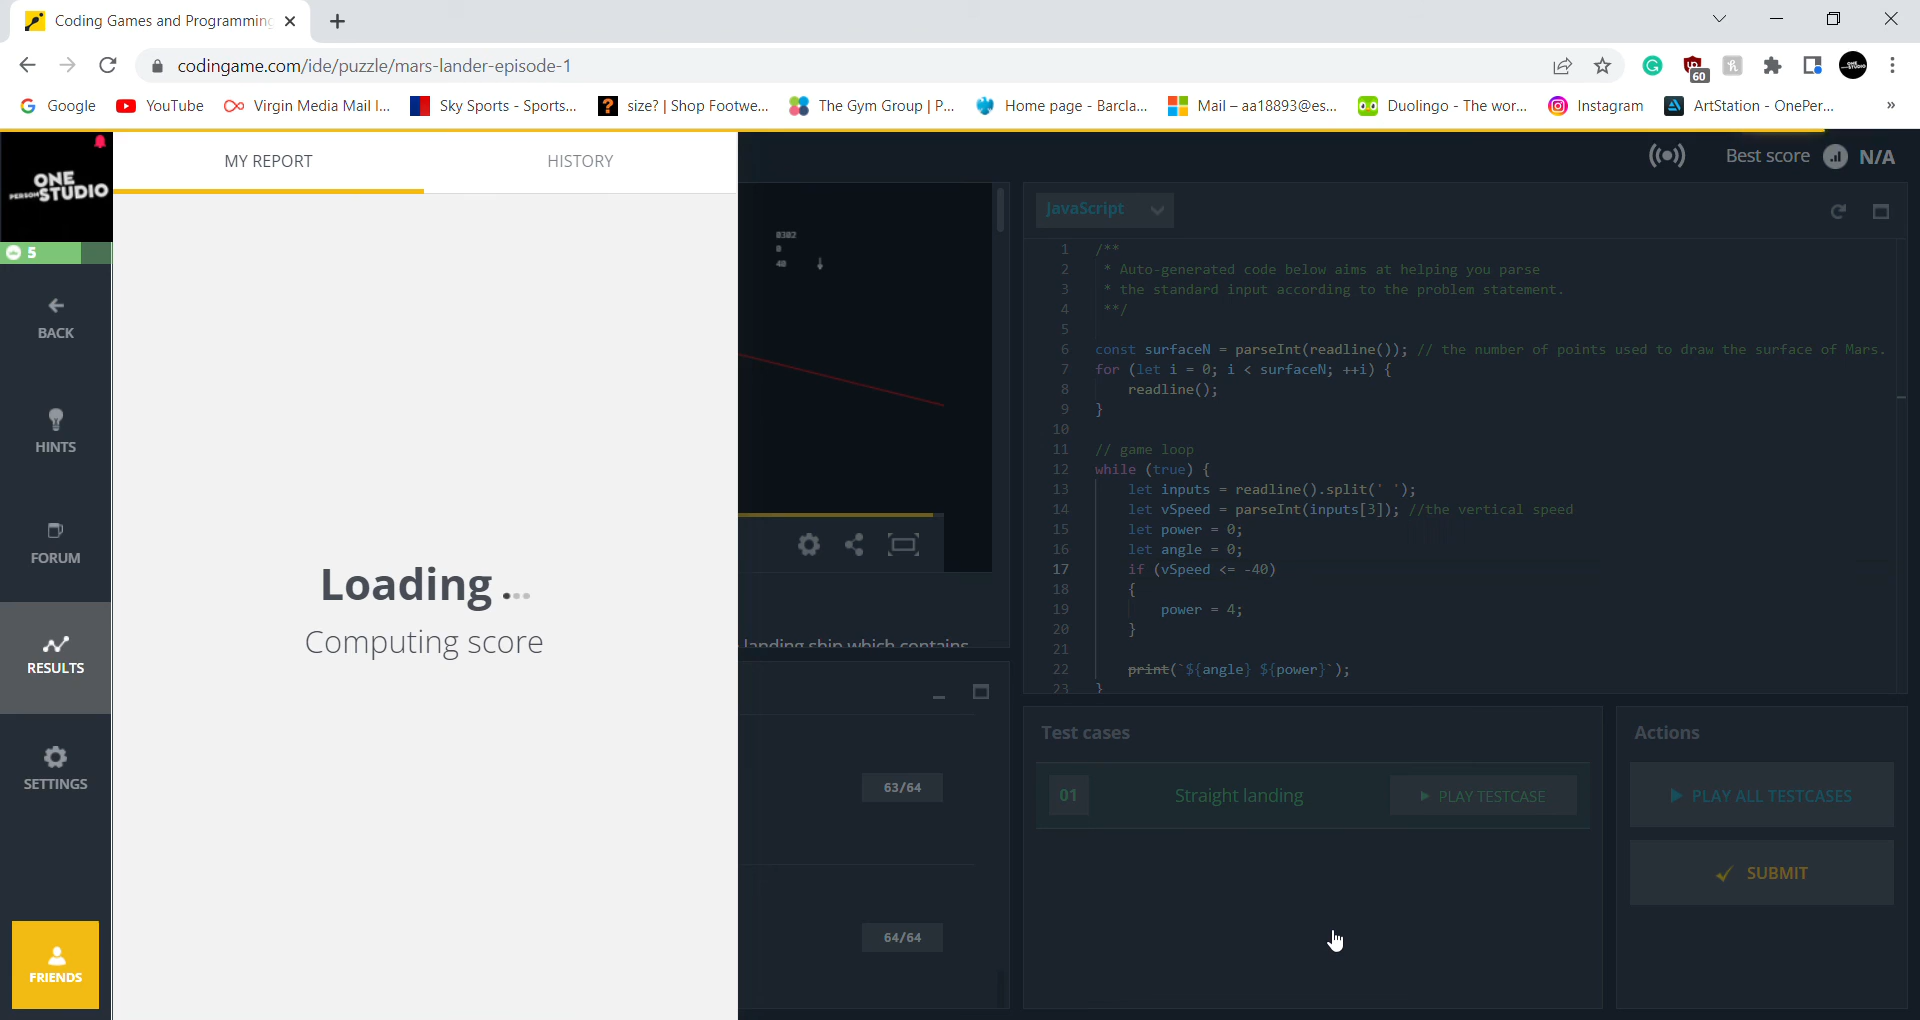 Coding Games and Programming
codingame.com/ide/puzzle/mars-lander-episode-1
60
Google
YouTube
Virgin Media Mail I...
Sky Sports - Sports...
size? | Shop Footwe...
The Gym Group | P...
Home page - Barcla...
Mail – aa18893@es...
Duolingo - The wor...
Instagram
ArtStation - OnePer...
»
ONE
PERSON STUDIO
5
BACK
HINTS
FORUM
RESULTS
SETTINGS
FRIENDS
MY REPORT
HISTORY
Loading...
Computing score
0302
0
40
landing ship which contains
63/64
64/64
Best score N/A
JavaScript
1 /**
2 * Auto-generated code below aims at helping you parse
3 * the standard input according to the problem statement.
4 **/
5
6 const surfaceN = parseInt(readline()); // the number of points used to draw the surface of Mars.
7 for (let i = 0; i < surfaceN; ++i) {
8 readline();
9 }
10
11 // game loop
12 while (true) {
13 let inputs = readline().split(' ');
14 let vSpeed = parseInt(inputs[3]); //the vertical speed
15 let power = 0;
16 let angle = 0;
17 if (vSpeed <= -40)
18 {
19 power = 4;
20 }
21
22 print(`${angle} ${power}`);
23 }
Test cases
01 Straight landing PLAY TESTCASE
Actions
PLAY ALL TESTCASES
SUBMIT